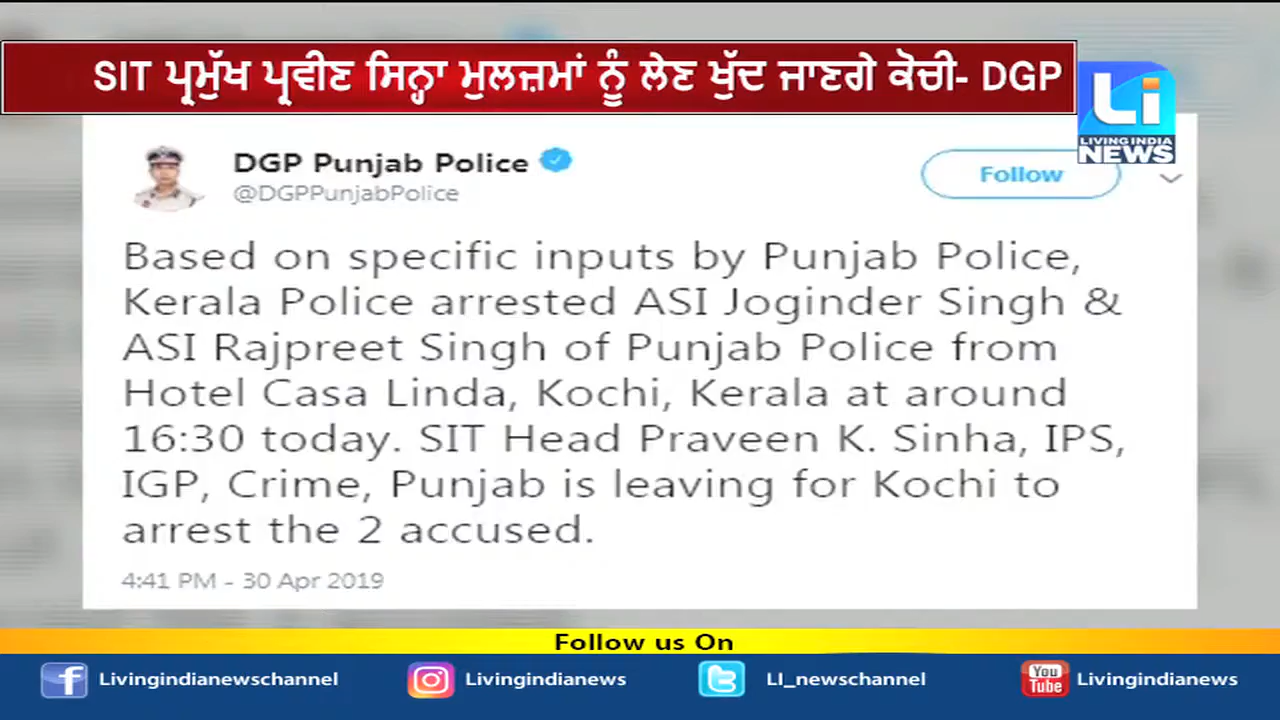 SIT ਪ੍ਰਮੁੱਖ ਪ੍ਰਵੀਣ ਸਿਨ੍ਹਾ ਮੁਲਜ਼ਮਾਂ ਨੂੰ ਲੇਣ ਖੁੱਦ ਜਾਣਗੇ ਕੋਚੀ- DGP
Li
LIVING INDIA
NEWS
DGP Punjab Police
@DGPPunjabPolice
Follow
Based on specific inputs by Punjab Police,
Kerala Police arrested ASI Joginder Singh &
ASI Rajpreet Singh of Punjab Police from
Hotel Casa Linda, Kochi, Kerala at around
16:30 today. SIT Head Praveen K. Sinha, IPS,
IGP, Crime, Punjab is leaving for Kochi to
arrest the 2 accused.
4:41 PM - 30 Apr 2019
Follow us On
Livingindianewschannel
Livingindianews
LI_newschannel
You
Tube
Livingindianews